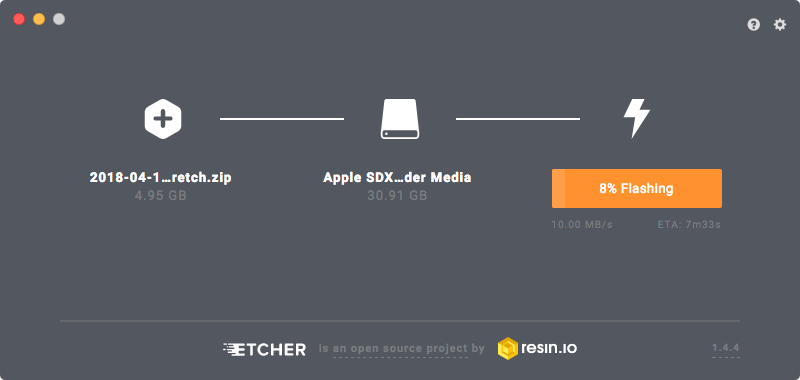 2018-04-1...retch.zip
4.95 GB
Apple SDX...der Media
30.91 GB
8% Flashing
10.00 MB/s
ETA: 7m33s
ETCHER is an open source project by resin.io
1.4.4